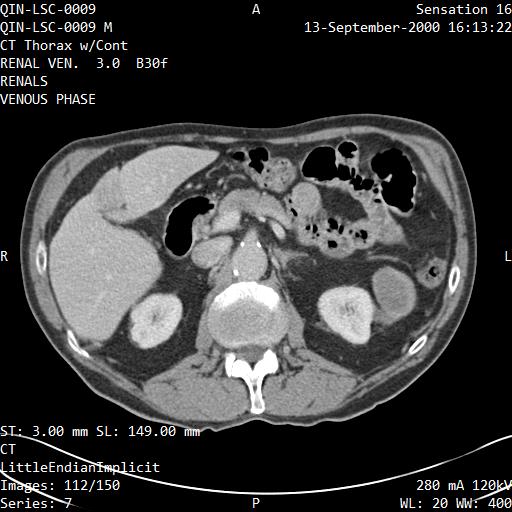 QIN-LSC-0009
QIN-LSC-0009 M
CT Thorax w/Cont
RENAL VEN.  3.0  B30f
RENALS
VENOUS PHASE
A
Sensation 16
13-September-2000 16:13:22
R
L
ST: 3.00 mm SL: 149.00 mm
CT
LittleEndianImplicit
Images: 112/150
Series: 7
P
280 mA 120kV
WL: 20 WW: 400